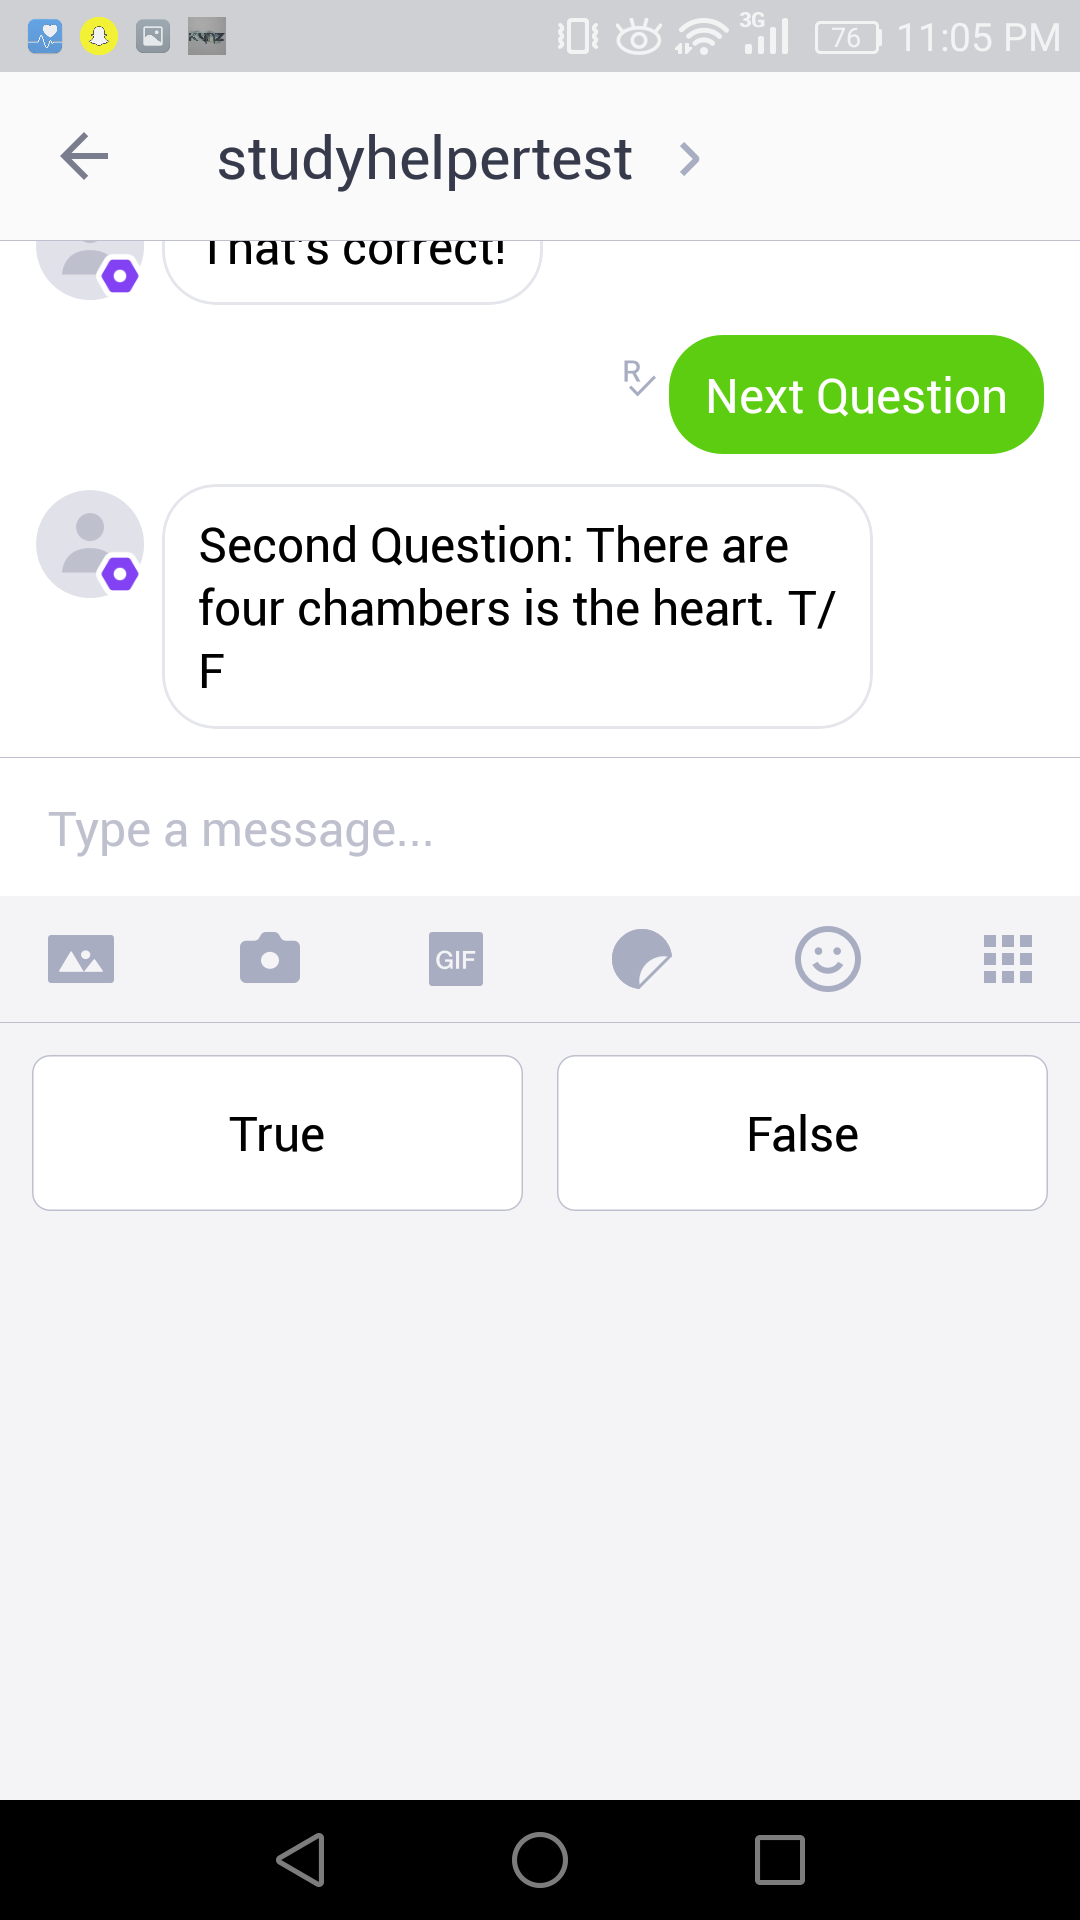 3G
76
11:05 PM
studyhelpertest
That's correct!
R
Next Question
Second Question: There are
four chambers is the heart. T/
F
Type a message...
GIF
True
False